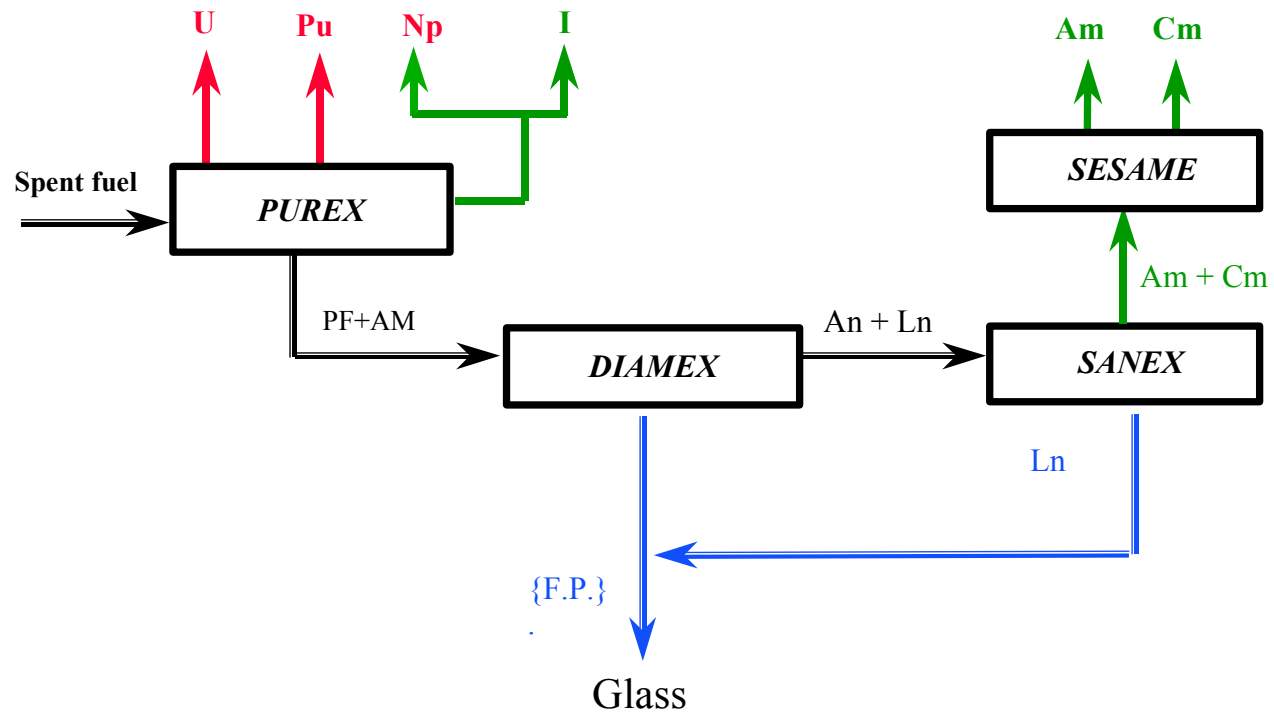 U
Pu
Np
I
Am
Cm
Spent fuel
PUREX
SESAME
PF+AM
An + Ln
Am + Cm
DIAMEX
SANEX
Ln
{F.P.}
.
Glass